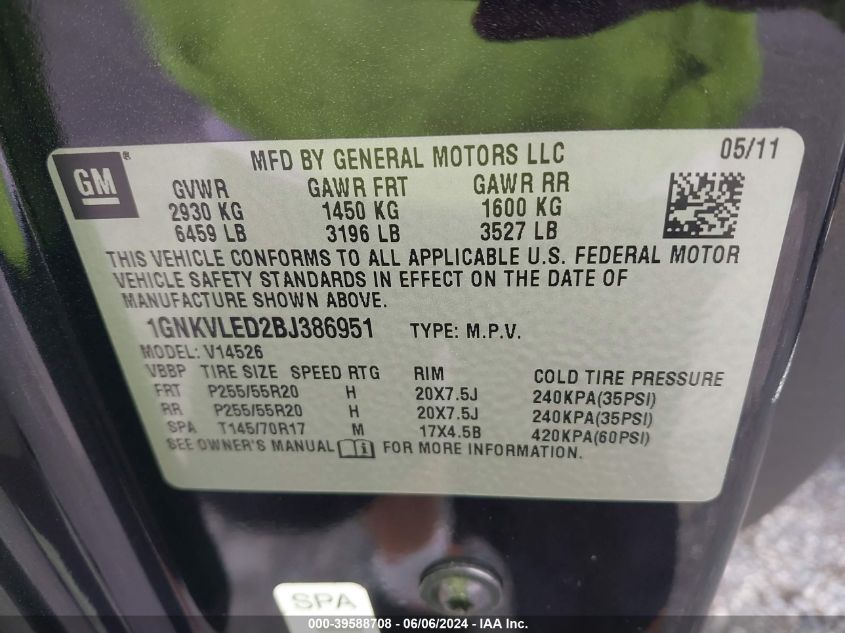 GM®
MFD BY GENERAL MOTORS LLC 05/11
GVWR GAWR FRT GAWR RR
2930 KG 1450 KG 1600 KG
6459 LB 3196 LB 3527 LB
THIS VEHICLE CONFORMS TO ALL APPLICABLE U.S. FEDERAL MOTOR
VEHICLE SAFETY STANDARDS IN EFFECT ON THE DATE OF
MANUFACTURE SHOWN ABOVE.
1GNKVLED2BJ386951 TYPE: M.P.V.
MODEL: V14526
VBBP TIRE SIZE SPEED RTG RIM COLD TIRE PRESSURE
FRT P255/55R20 H 20X7.5J 240KPA(35PSI)
RR P255/55R20 H 20X7.5J 240KPA(35PSI)
SPA T145/70R17 M 17X4.5B 420KPA(60PSI)
SEE OWNER'S MANUAL FOR MORE INFORMATION.
SPA
000-39588708 - 06/06/2024 - IAA Inc.